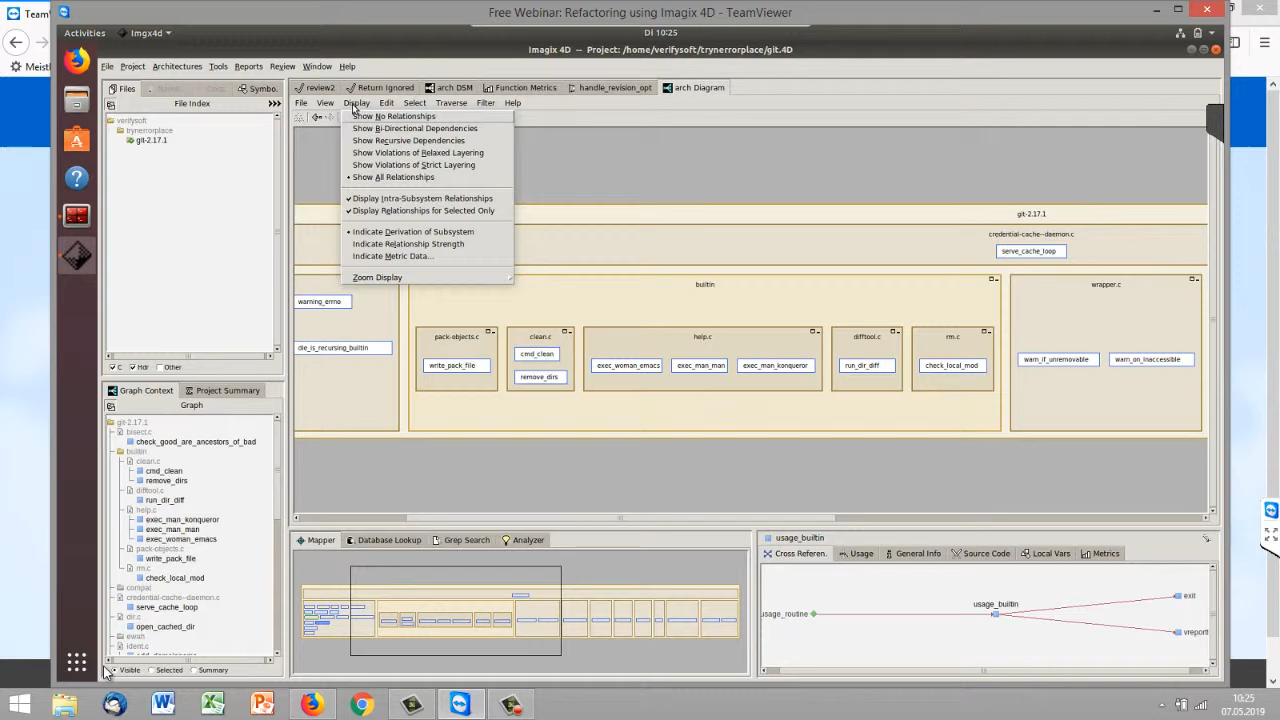 Team
Free Webinar: Refactoring using Imagix 4D - TeamViewer
Activities
Imgx4d
Di 10:25
Imagix 4D -- Project: /home/verifysoft/trynerrorplace/git.4D
Meistl
File Project Architectures Tools Reports Review Window Help
Files
Symbo.
File Index
verifysoft
trynerrorplace
git-2.17.1
C Hdr Other
review2
Return Ignored
arch DSM
Function Metrics
handle_revision_opt
arch Diagram
File View Display Edit Select Traverse Filter Help
Show No Relationships
Show Bi-Directional Dependencies
Show Recursive Dependencies
Show Violations of Relaxed Layering
Show Violations of Strict Layering
Show All Relationships
Display Intra-Subsystem Relationships
Display Relationships for Selected Only
Indicate Derivation of Subsystem
Indicate Relationship Strength
Indicate Metric Data...
Zoom Display
git-2.17.1
credential-cache--daemon.c
serve_cache_loop
builtin
wrapper.c
warning_errno
die_is_recursing_builtin
pack-objects.c
write_pack_file
clean.c
cmd_clean
remove_dirs
help.c
exec_woman_emacs
exec_man_man
exec_man_konqueror
difftool.c
run_dir_diff
rm.c
check_local_mod
warn_if_unremovable
warn_on_inaccessible
Graph Context
Project Summary
Graph
git-2.17.1
bisect.c
check_good_are_ancestors_of_bad
builtin
clean.c
cmd_clean
remove_dirs
difftool.c
run_dir_diff
help.c
exec_man_konqueror
exec_man_man
exec_woman_emacs
pack-objects.c
write_pack_file
rm.c
check_local_mod
compat
credential-cache--daemon.c
serve_cache_loop
dir.c
open_cached_dir
ewah
ident.c
Visible Selected Summary
Mapper
Database Lookup
Grep Search
Analyzer
usage_builtin
Cross Referen.
Usage
General Info
Source Code
Local Vars
Metrics
usage_routine
usage_builtin
exit
vreport
10:25
07.05.2019